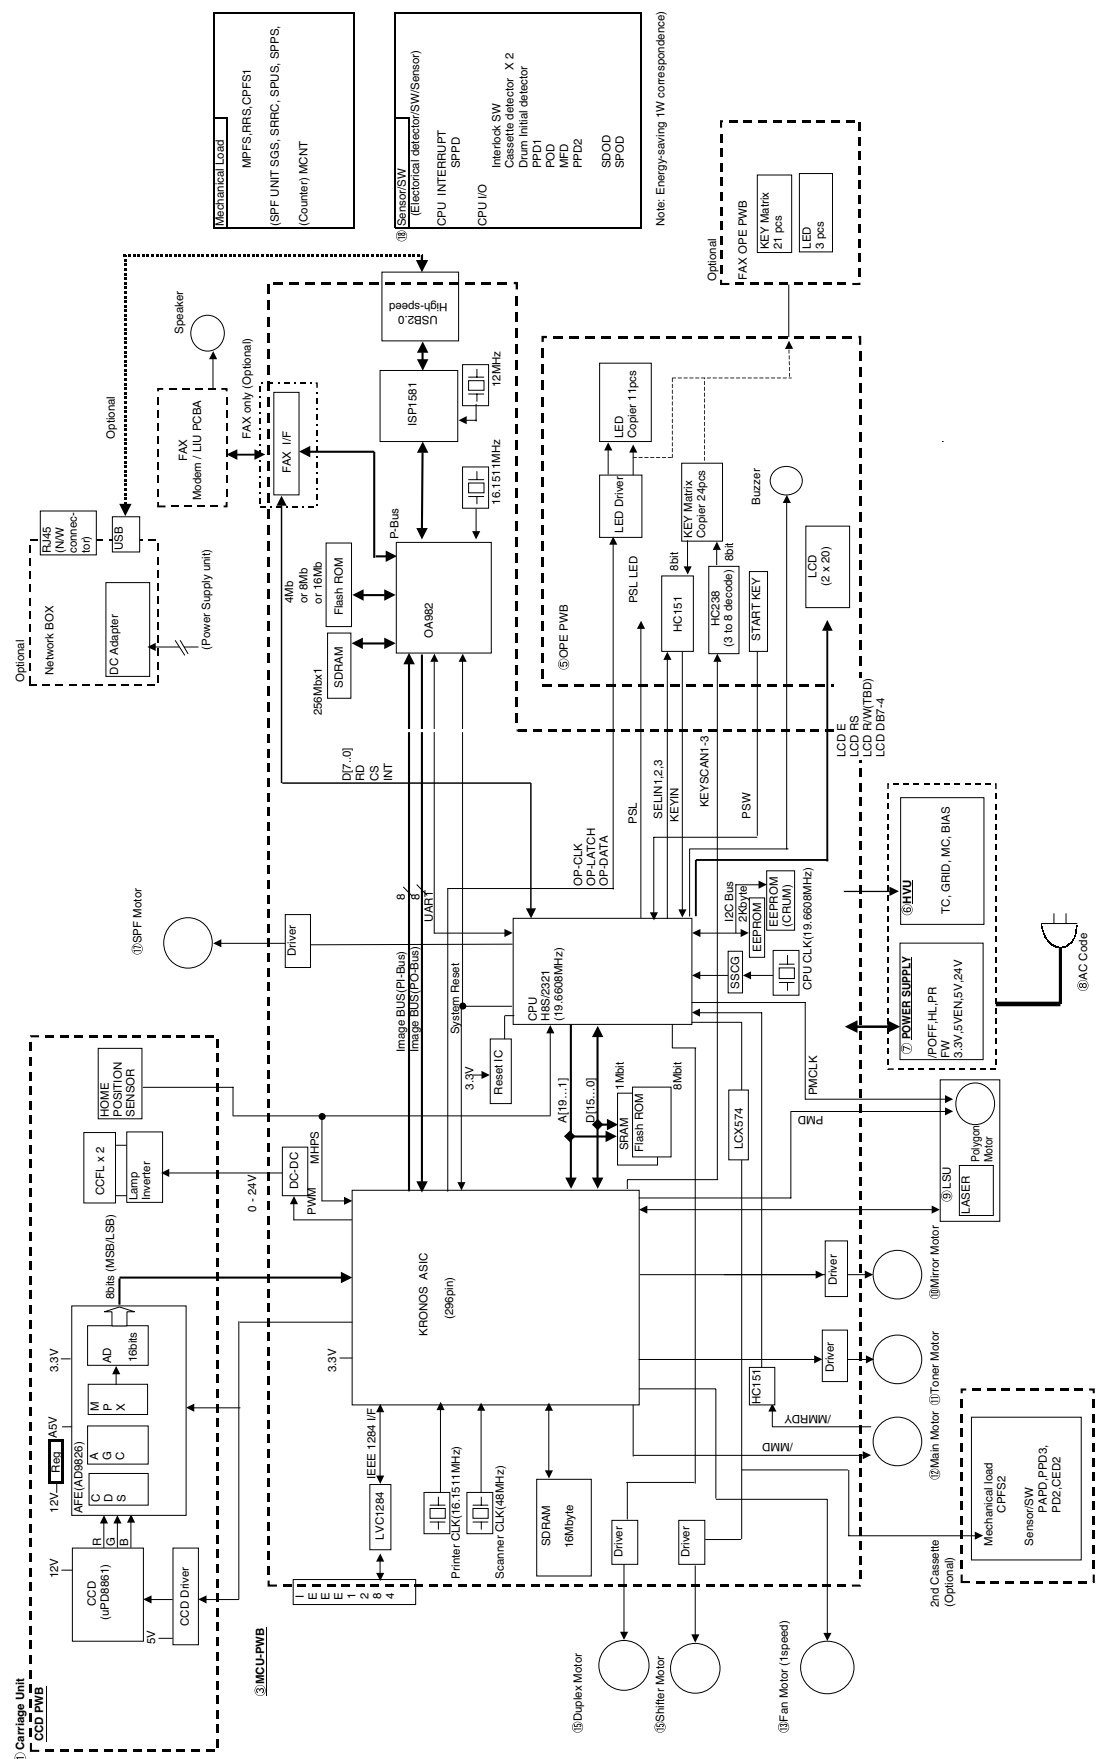 ① Carriage Unit
CCD PWB
12V
CCD
(uPD8861)
5V
CCD Driver
R
G
B
12V
Reg
A5V
3.3V
AFE(AD9826)
C
D
S
A
G
C
M
P
X
AD
16bits
8bits (MSB/LSB)
CCFL x 2
Lamp
Inverter
HOME
POSITION
SENSOR
0 - 24V
DC-DC
PWM
MHPS
⑰SPF Motor
Driver
③MCU-PWB
I
E
E
E
1
2
8
4
LVC1284
IEEE 1284 I/F
Printer CLK(16.1511MHz)
Scanner CLK(48MHz)
SDRAM
16Mbyte
3.3V
KRONOS ASIC
(296pin)
Image BUS(PI-Bus)
Image BUS(PO-Bus)
8
8
UART
System Reset
3.3V
Reset IC
CPU
H8S/2321
(19.6608MHz)
A[19...1]
D[15...0]
SRAM
1Mbit
Flash ROM
8Mbit
SSCG
CPU CLK(19.6608MHz)
I2C Bus
2Kbyte
EEPROM
EEPROM
(CRUM)
LCX574
HC151
PMCLK
PMD
/MMRDY
/MMD
Driver
Driver
Driver
Driver
⑮Duplex Motor
⑮Shifter Motor
⑬Fan Motor (1speed)
⑫Main Motor
⑪Toner Motor
⑩Mirror Motor
2nd Cassette
(Optional)
Mechanical load
CPFS2
Sensor/SW
PAPD,PPD3,
PD2,CED2
⑨LSU
LASER
Polygon
Motor
⑦ POWER SUPPLY
/POFF,HL,PR
FW
3.3V,5VEN,5V,24V
⑥HVU
TC, GRID, MC, BIAS
⑧AC Code
D[7..0]
RD
CS
INT
OP-CLK
OP-LATCH
OP-DATA
PSL
SELIN1,2,3
KEYIN
KEYSCAN1-3
PSW
LCD E
LCD RS
LCD R/W(TBD)
LCD DB7-4
Optional
Network BOX
DC Adapter
RJ45
(N/W
connec-
tor)
USB
(Power Supply unit)
Optional
FAX
Modem / LIU PCBA
Speaker
FAX only (Optional)
FAX I/F
256Mbx1
SDRAM
4Mb
or 8Mb
or 16Mb
Flash ROM
P-Bus
OA982
16.1511MHz
ISP1581
12MHz
USB2.0
High-speed
⑤OPE PWB
LED Driver
LED
Copier 11pcs
PSL LED
HC151
8bit
KEY Matrix
Copier 24pcs
HC238
(3 to 8 decode)
8bit
START KEY
Buzzer
LCD
(2 x 20)
Optional
FAX OPE PWB
KEY Matrix
21 pcs
LED
3 pcs
Mechanical Load
MPFS,RRS,CPFS1
(SPF UNIT SGS, SRRC, SPUS, SPPS,
(Counter) MCNT
⑱ Sensor/SW
(Electorical detector/SW/Sensor)
CPU INTERRUPT
SPPD
CPU I/O
Interlock SW
Cassette detector X 2
Drum Initial detector
PPD1
POD
MFD
PPD2
SDOD
SPOD
Note: Energy-saving 1W correspondence)